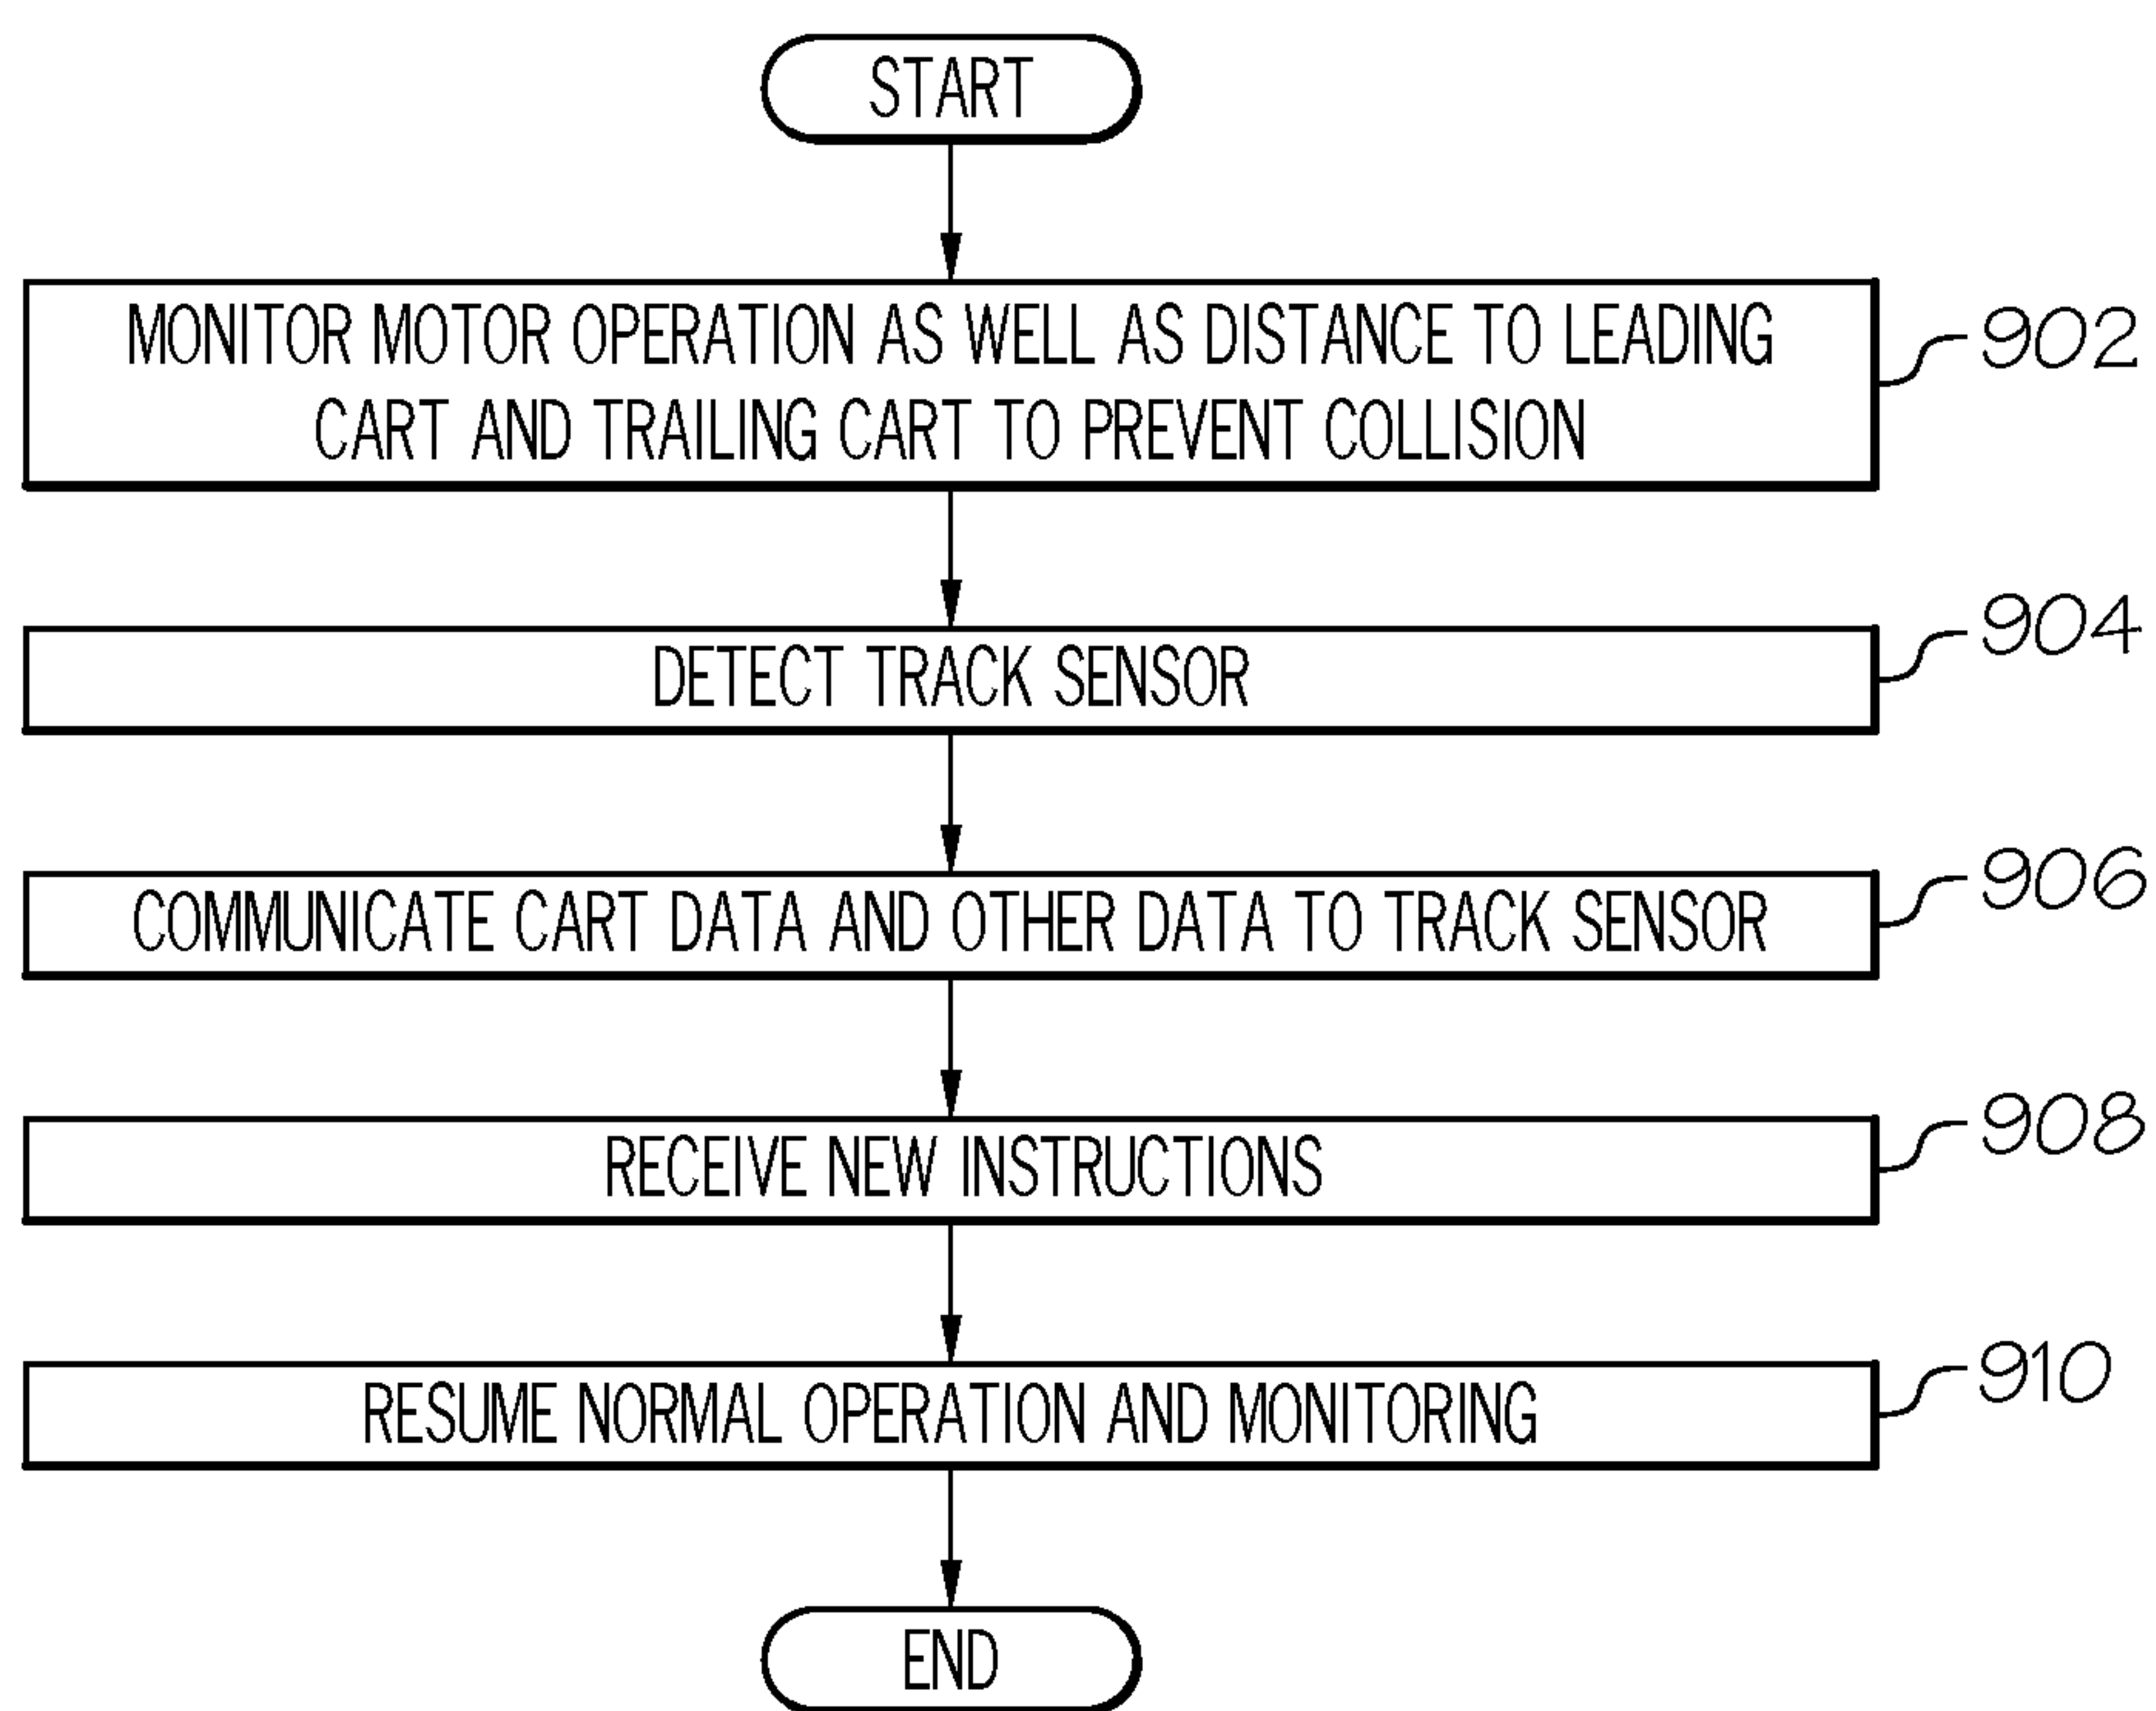 START
MONITOR MOTOR OPERATION AS WELL AS DISTANCE TO LEADING
CART AND TRAILING CART TO PREVENT COLLISION
902
DETECT TRACK SENSOR
904
COMMUNICATE CART DATA AND OTHER DATA TO TRACK SENSOR
906
RECEIVE NEW INSTRUCTIONS
908
RESUME NORMAL OPERATION AND MONITORING
910
END